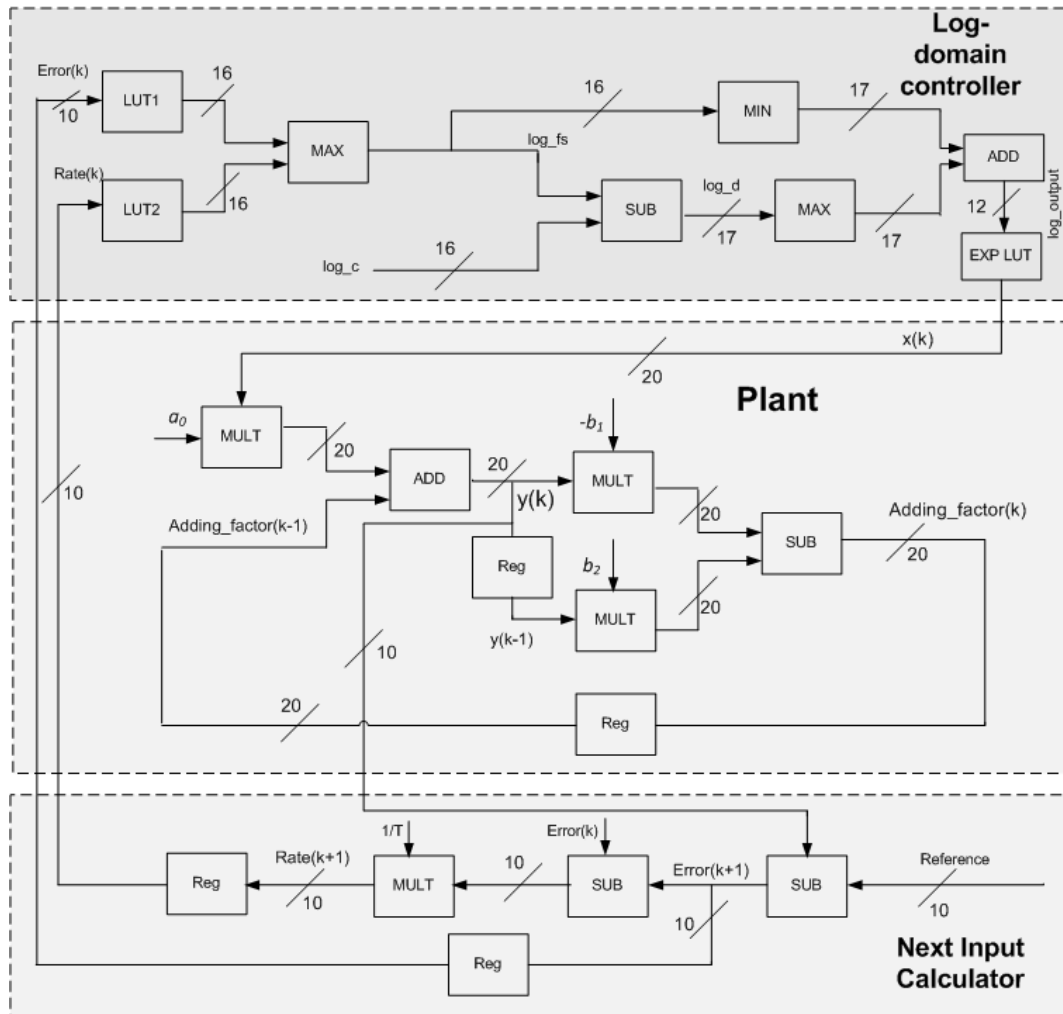 Log-
domain
controller
Error(k)
10
LUT1
16
Rate(k)
LUT2
16
MAX
16
log_fs
MIN
17
ADD
log_c
16
SUB
log_d
17
MAX
17
12
log_output
EXP LUT
x(k)
20
Plant
a0
MULT
20
Adding_factor(k-1)
ADD
20
y(k)
-b1
MULT
20
Reg
y(k-1)
b2
MULT
20
SUB
Adding_factor(k)
20
10
10
10
20
Reg
Reg
Rate(k+1)
10
1/T
MULT
10
Error(k)
SUB
Error(k+1)
10
SUB
Reference
10
Reg
Next Input
Calculator